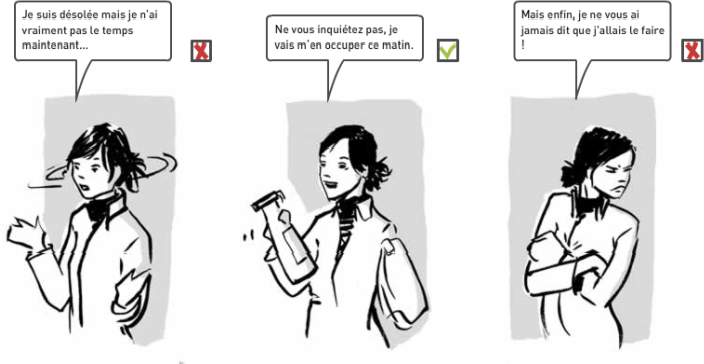 Je suis désolée mais je n'ai
vraiment pas le temps
maintenant...
Ne vous inquiétez pas, je
vais m'en occuper ce matin.
Mais enfin, je ne vous ai
jamais dit que j'allais le faire
!